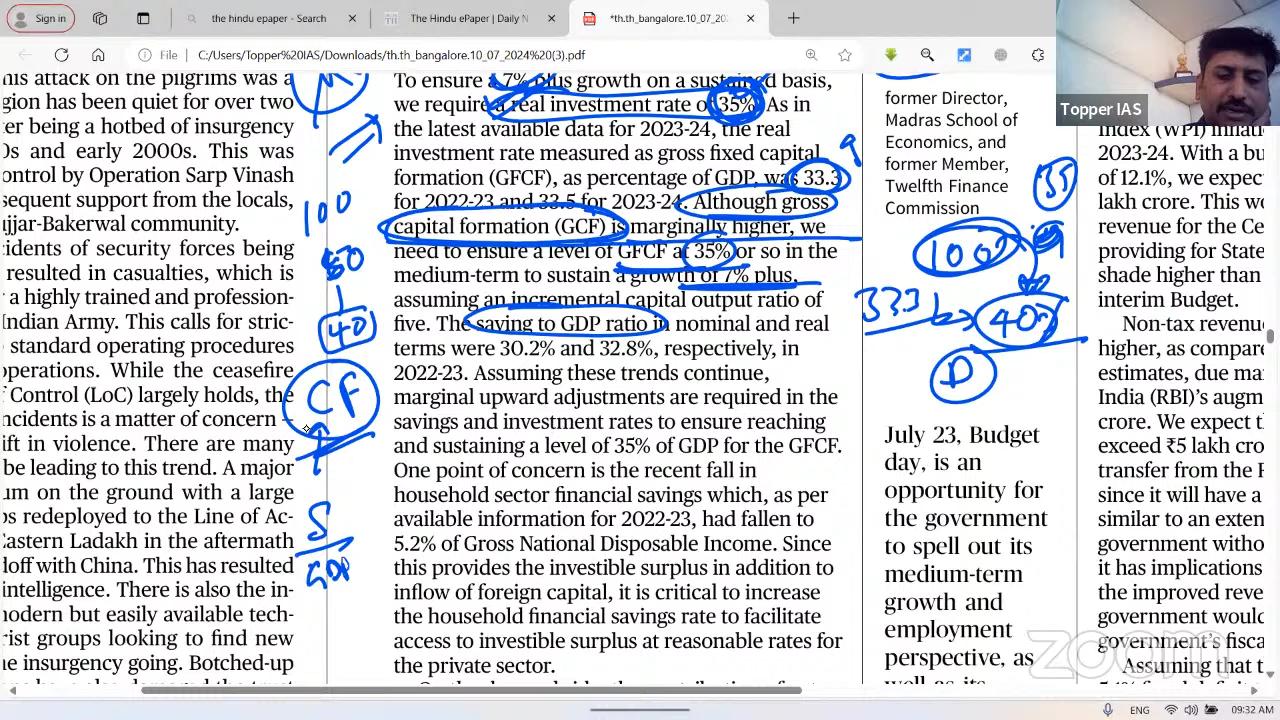 Sign in
the hindu epaper - Search
The Hindu ePaper | Daily N
*th.th_bangalore.10_07_202
File
C:/Users/Topper%20IAS/Downloads/th.th_bangalore.10_07_2024%20(3).pdf
Topper IAS
his attack on the pilgrims was a
gion has been quiet for over two
er being a hotbed of insurgency
0s and early 2000s. This was
ontrol by Operation Sarp Vinash
sequent support from the locals,
ujjar-Bakerwal community.
cidents of security forces being
resulted in casualties, which is
r a highly trained and profession-
Indian Army. This calls for stric-
standard operating procedures
operations. While the ceasefire
f Control (LoC) largely holds, the
ncidents is a matter of concern –
ift in violence. There are many
be leading to this trend. A major
um on the ground with a large
ps redeployed to the Line of Ac-
Eastern Ladakh in the aftermath
doff with China. This has resulted
intelligence. There is also the in-
modern but easily available tech-
rist groups looking to find new
he insurgency going. Botched-up
100
40
CF
S
GDP
To ensure a 7% plus growth on a sustained basis,
we require a real investment rate of 35%. As in
the latest available data for 2023-24, the real
investment rate measured as gross fixed capital
formation (GFCF), as percentage of GDP, was 33.3
for 2022-23 and 33.5 for 2023-24. Although gross
capital formation (GCF) is marginally higher, we
need to ensure a level of GFCF at 35% or so in the
medium-term to sustain a growth of 7% plus,
assuming an incremental capital output ratio of
five. The saving to GDP ratio in nominal and real
terms were 30.2% and 32.8%, respectively, in
2022-23. Assuming these trends continue,
marginal upward adjustments are required in the
savings and investment rates to ensure reaching
and sustaining a level of 35% of GDP for the GFCF.
One point of concern is the recent fall in
household sector financial savings which, as per
available information for 2022-23, had fallen to
5.2% of Gross National Disposable Income. Since
this provides the investible surplus in addition to
inflow of foreign capital, it is critical to increase
the household financial savings rate to facilitate
access to investible surplus at reasonable rates for
the private sector.
former Director,
Madras School of
Economics, and
former Member,
Twelfth Finance
Commission
35
100
333
400
D
July 23, Budget
day, is an
opportunity for
the government
to spell out its
medium-term
growth and
employment
perspective, as
well as its
Index (WPI) inflati
2023-24. With a bu
of 12.1%, we expec
lakh crore. This wo
revenue for the Ce
providing for State
shade higher than
interim Budget.
Non-tax revenu
higher, as compare
estimates, due ma
India (RBI)'s augm
crore. We expect t
exceed ₹5 lakh cro
transfer from the R
since it will have a
similar to an exten
government witho
it has implications
the improved reve
government would
government's fisca
Assuming that t
zoom
ENG
09:32 AM